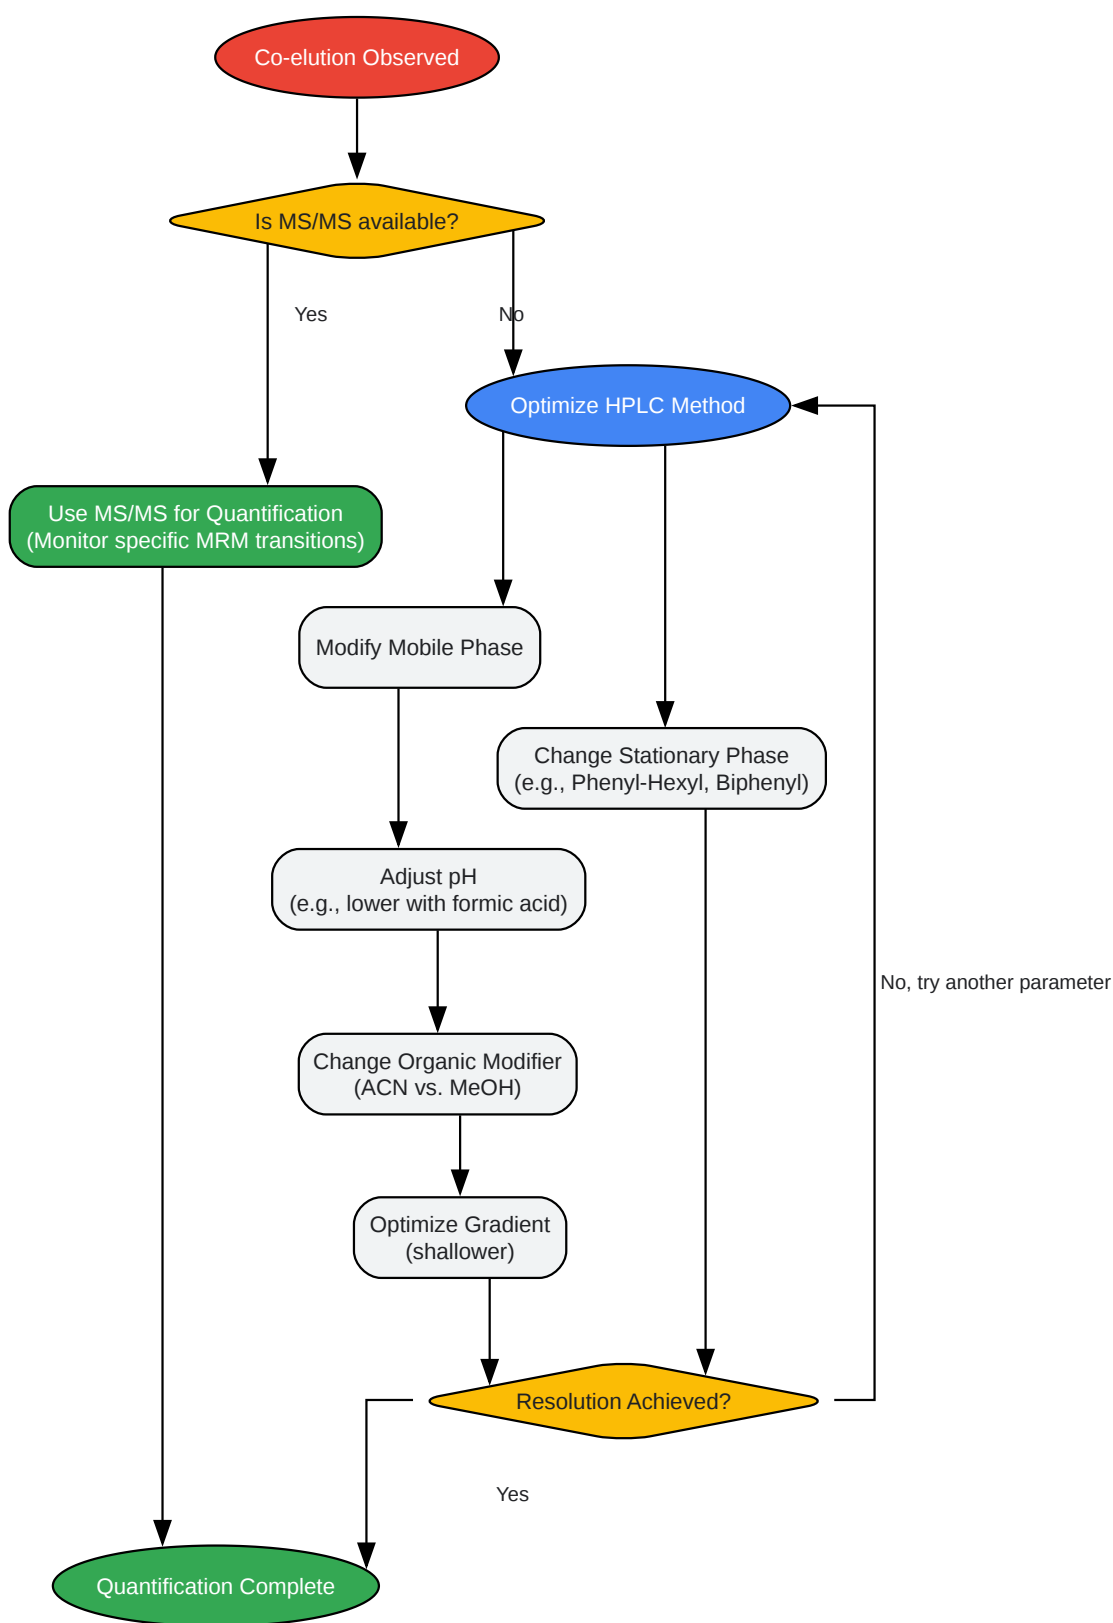 Co-elution Observed
Is MS/MS available?
Yes
No
Optimize HPLC Method
Use MS/MS for Quantification
(Monitor specific MRM transitions)
Modify Mobile Phase
Change Stationary Phase
(e.g., Phenyl-Hexyl, Biphenyl)
Adjust pH
(e.g., lower with formic acid)
No, try another parameter
Change Organic Modifier
(ACN vs. MeOH)
Optimize Gradient
(shallower)
Resolution Achieved?
Yes
Quantification Complete